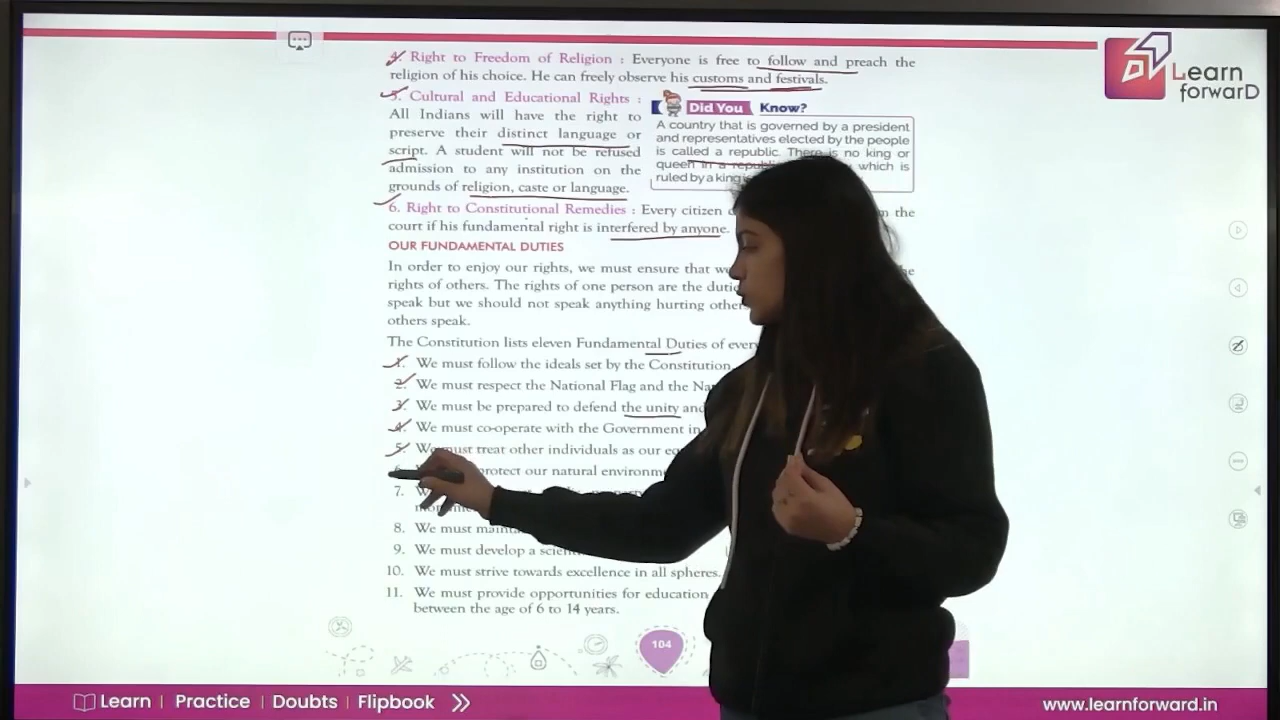 4. Right to Freedom of Religion : Everyone is free to follow and preach the
religion of his choice. He can freely observe his customs and festivals.
5. Cultural and Educational Rights :
All Indians will have the right to
preserve their distinct language or
script. A student will not be refused
admission to any institution on the
grounds of religion, caste or language.
Did You Know?
A country that is governed by a president
and representatives elected by the people
is called a republic. There is no king or
queen in a which is
ruled by a king
6. Right to Constitutional Remedies : Every citizen the
court if his fundamental right is interfered by anyone.
OUR FUNDAMENTAL DUTIES
In order to enjoy our rights, we must ensure that
rights of others. The rights of one person are the
speak but we should not speak anything hurting
others speak.
The Constitution lists eleven Fundamental Duties of
1. We must follow the ideals set by the Constitution
2. We must respect the National Flag and the
3. We must be prepared to defend the unity and
4. We must co-operate with the Government in
5. We must treat other individuals as our
6. protect our natural
7.
8. We must
9. We must develop a
10. We must strive towards excellence in all spheres.
11. We must provide opportunities for education
between the age of 6 to 14 years.
104
Learn
forwarD
Learn | Practice | Doubts | Flipbook
www.learnforward.in